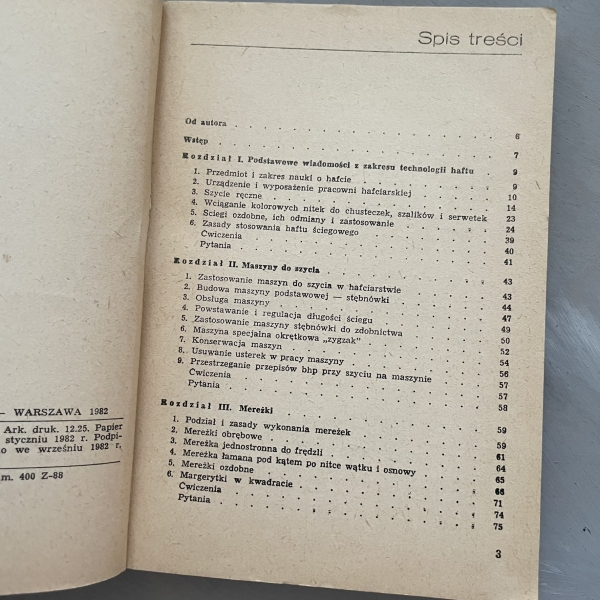 – WARSZAWA 1982
Ark. druk. 12.25. Papier
styczniu 1982 r. Podpi-
o we wrześniu 1982 r.
m. 400 Z-88
Spis treści
Od autora . . . 6
Wstęp . . . 7
Rozdział I. Podstawowe wiadomości z zakresu technologii haftu . 9
1. Przedmiot i zakres nauki o hafcie . . . 9
2. Urządzenie i wyposażenie pracowni hafciarskiej . . . 10
3. Szycie ręczne . . . 14
4. Wciąganie kolorowych nitek do chusteczek, szalików i serwetek 23
5. Ściegi ozdobne, ich odmiany i zastosowanie . . . 24
6. Zasady stosowania haftu ściegowego . . . 39
Ćwiczenia . . . 40
Pytania . . . 41
Rozdział II. Maszyny do szycia . . . 43
1. Zastosowanie maszyn do szycia w hafciarstwie . . . 43
2. Budowa maszyny podstawowej — stębnówki . . . 44
3. Obsługa maszyny . . . 47
4. Powstawanie i regulacja długości ściegu . . . 49
5. Zastosowanie maszyny stębnówki do zdobnictwa . . . 50
6. Maszyna specjalna okrętkowa „zygzak” . . . 52
7. Konserwacja maszyn . . . 54
8. Usuwanie usterek w pracy maszyny . . . 56
9. Przestrzeganie przepisów bhp przy szyciu na maszynie . . . 57
Ćwiczenia . . . 57
Pytania . . . 58
Rozdział III. Mereżki . . . 59
1. Podział i zasady wykonania mereżek . . . 59
2. Mereżki obrębowe . . . 61
3. Mereżka jednostronna do frędzli . . . 64
4. Mereżka łamana pod kątem po nitce wątku i osnowy . . . 65
5. Mereżki ozdobne . . . 66
6. Margerytki w kwadracie . . . 71
Ćwiczenia . . . 74
Pytania . . . 75
3